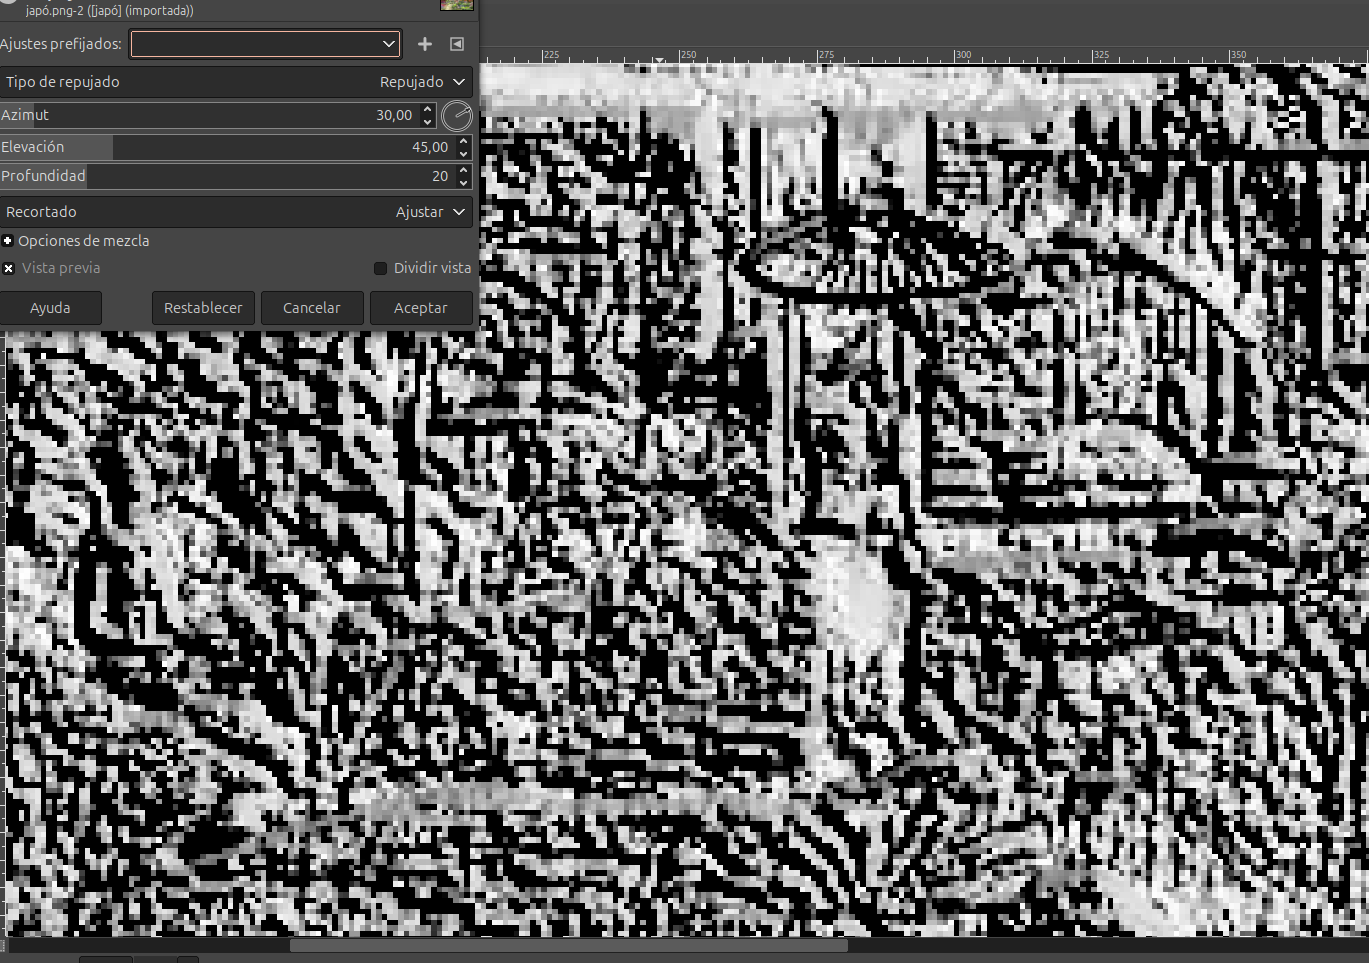 japó.png-2 ([japó] (importada))
Ajustes prefijados:
Tipo de repujado Repujado
Azimut 30,00
Elevación 45,00
Profundidad 20
Recortado Ajustar
Opciones de mezcla
Vista previa Dividir vista
Ayuda Restablecer Cancelar Aceptar
225 250 275 300 325 350